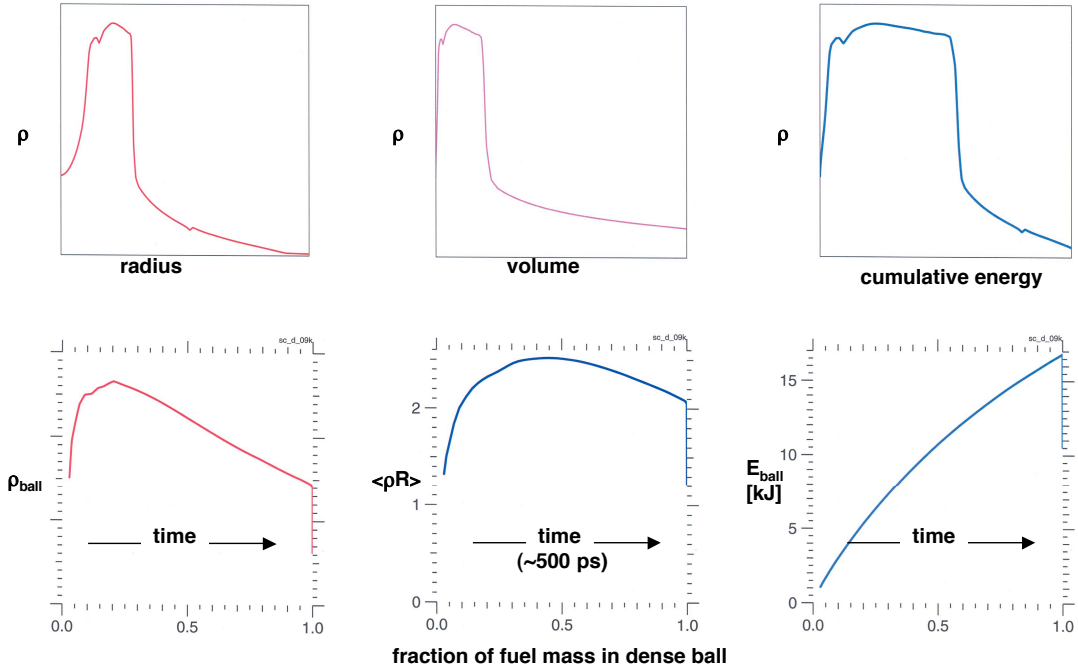 ρ
ρ
ρ
radius
volume
cumulative energy
sc_d_09k
sc_d_09k
sc_d_09k
ρball
time
0.0
0.5
1.0
2
1
0
<ρR>
time
(~500 ps)
0.0
0.5
1.0
15
10
5
0
Eball
[kJ]
time
0.0
0.5
1.0
fraction of fuel mass in dense ball